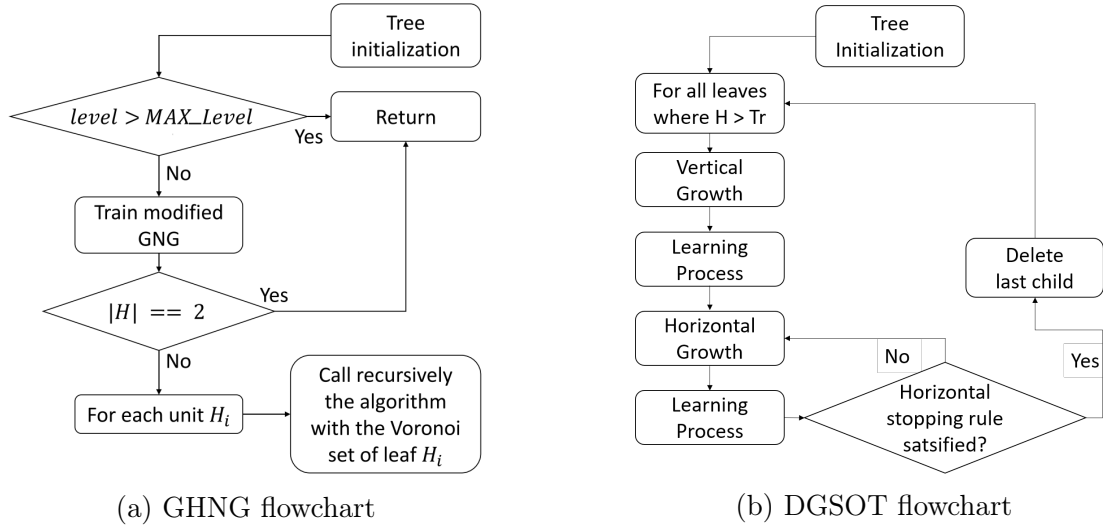 Tree
initialization
level > MAX_Level
Yes
Return
No
Train modified
GNG
|H| == 2
Yes
No
For each unit H_i
Call recursively
the algorithm
with the Voronoi
set of leaf H_i
(a) GHNG flowchart
Tree
Initialization
For all leaves
where H > Tr
Vertical
Growth
Learning
Process
Horizontal
Growth
Learning
Process
No
Horizontal
stopping rule
satsified?
Yes
Delete
last child
(b) DGSOT flowchart